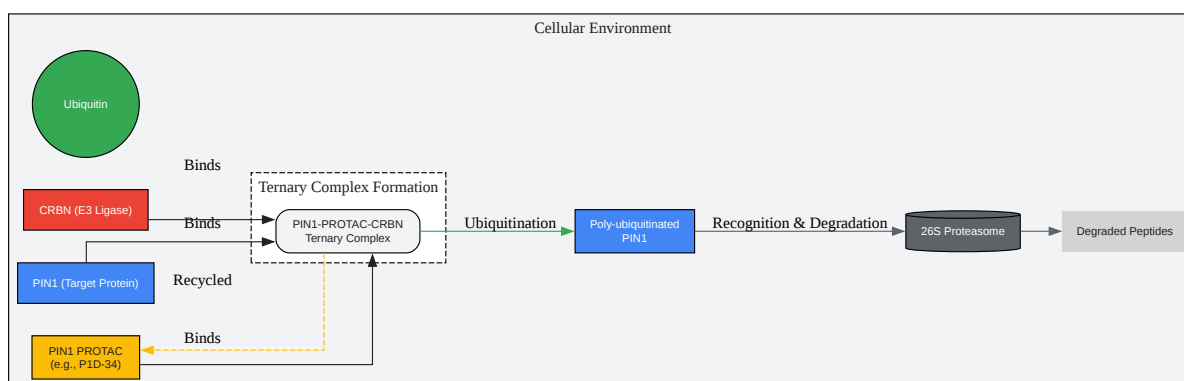 Cellular Environment
Ubiquitin
Binds
Ternary Complex Formation
CRBN (E3 Ligase)
Binds
PIN1-PROTAC-CRBN
Ternary Complex
Ubiquitination
Poly-ubiquitinated
PIN1
Recognition & Degradation
26S Proteasome
Degraded Peptides
PIN1 (Target Protein)
Recycled
Binds
PIN1 PROTAC
(e.g., P1D-34)